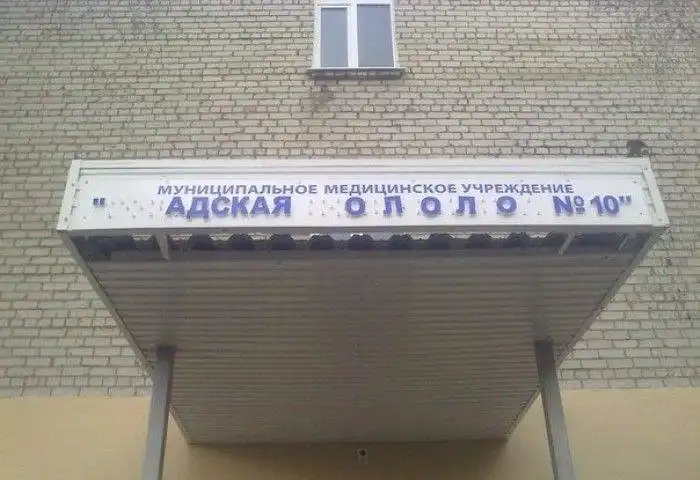 МУНИЦИПАЛЬНОЕ МЕДИЦИНСКОЕ УЧРЕЖДЕНИЕ
" АДСКАЯ ОЛОЛО №10"